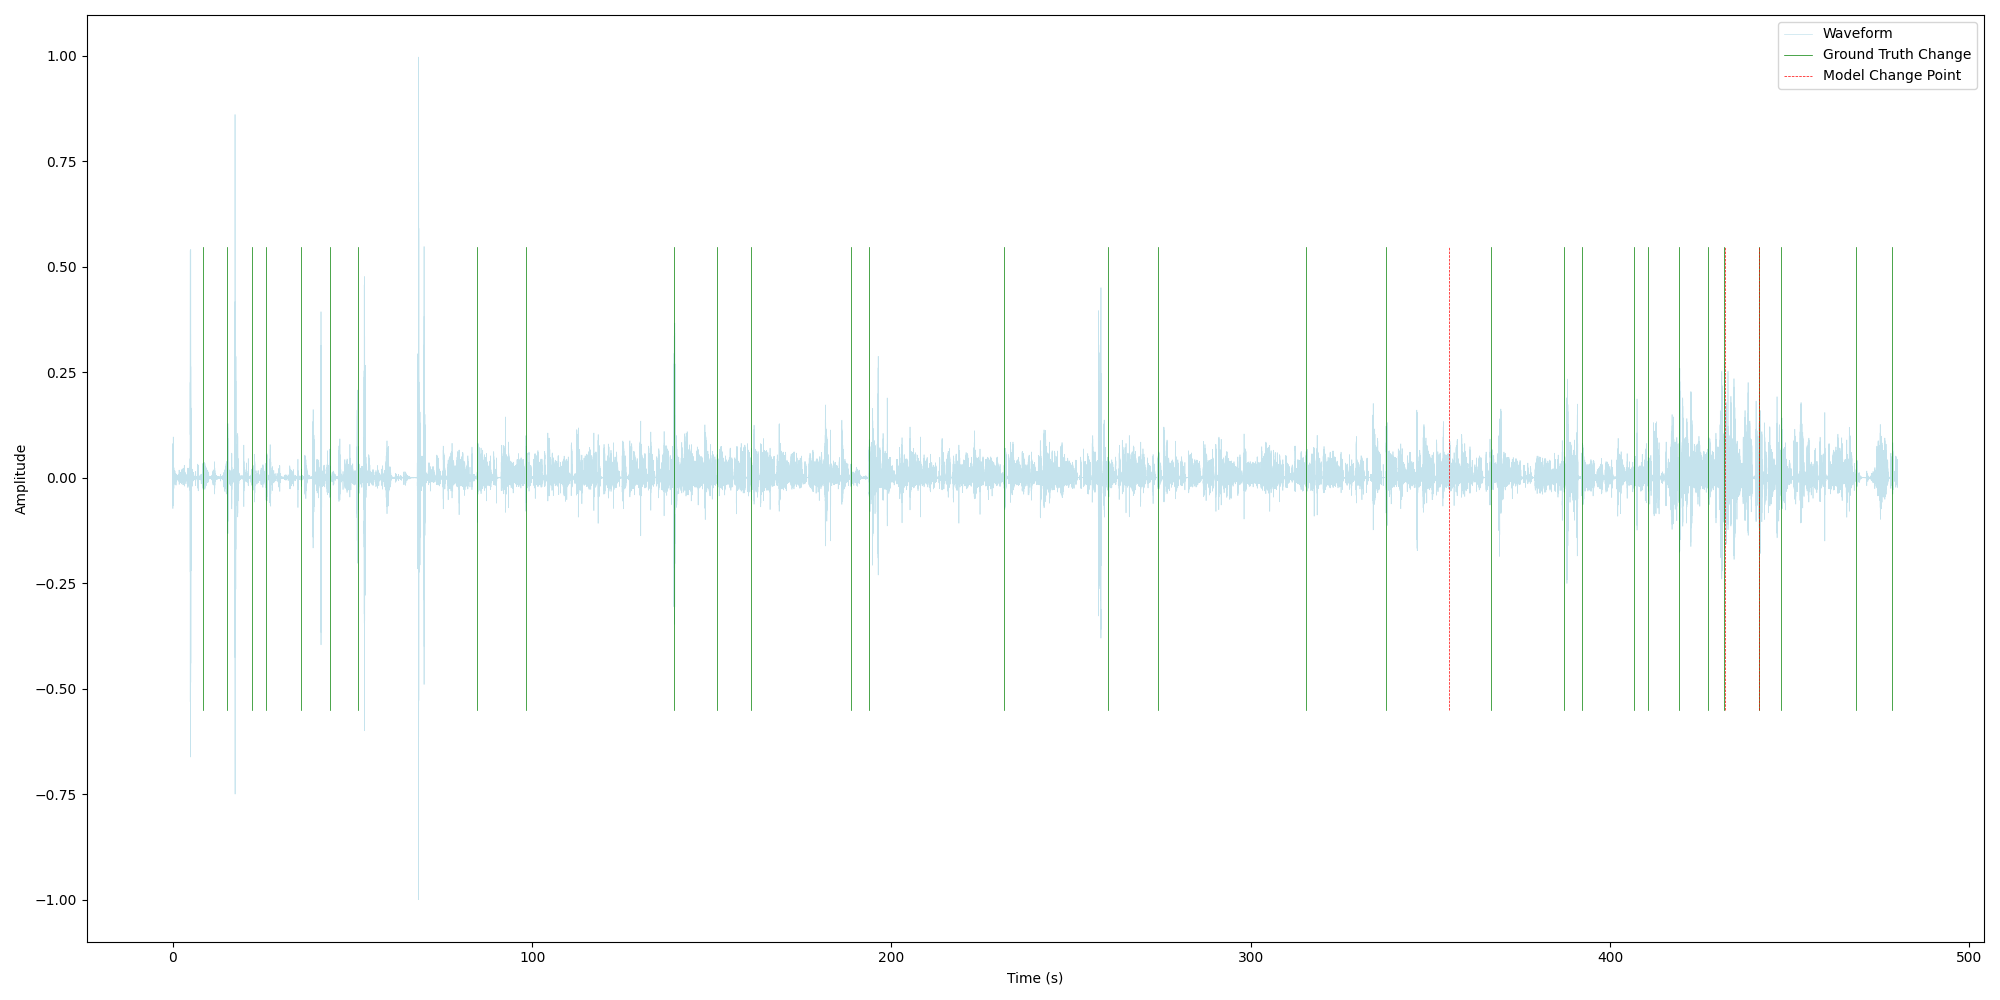 Waveform
Ground Truth Change
Model Change Point
1.00
0.75
0.50
0.25
0.00
−0.25
−0.50
−0.75
−1.00
Amplitude
0 100 200 300 400 500
Time (s)